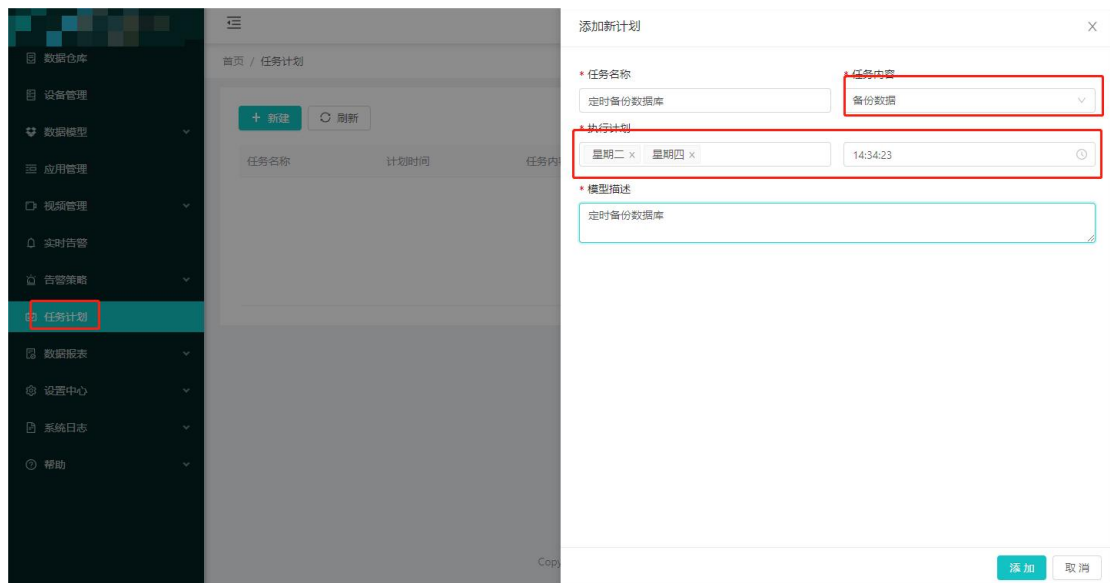 数据仓库
设备管理
数据模型
应用管理
视频管理
实时告警
告警策略
任务计划
数据报表
设置中心
系统日志
帮助
首页 / 任务计划
+ 新建 刷新
任务名称 计划时间 任务内
Copy
添加新计划 X
* 任务名称 * 任务内容
定时备份数据库 备份数据
* 执行计划
星期二 × 星期四 × 14:34:23
* 模型描述
定时备份数据库
添 加 取 消